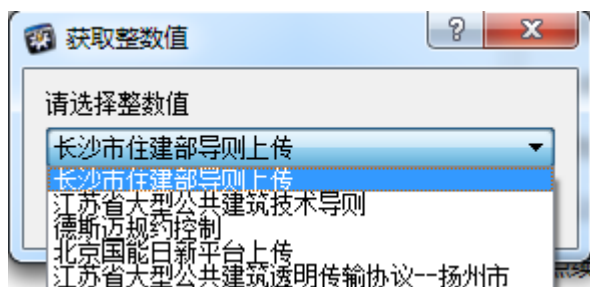 获取整数值
请选择整数值
长沙市住建部导则上传
长沙市住建部导则上传
江苏省大型公共建筑技术导则
德斯迈规约控制
北京国能日新平台上传
江苏省大型公共建筑透明传输协议--扬州市